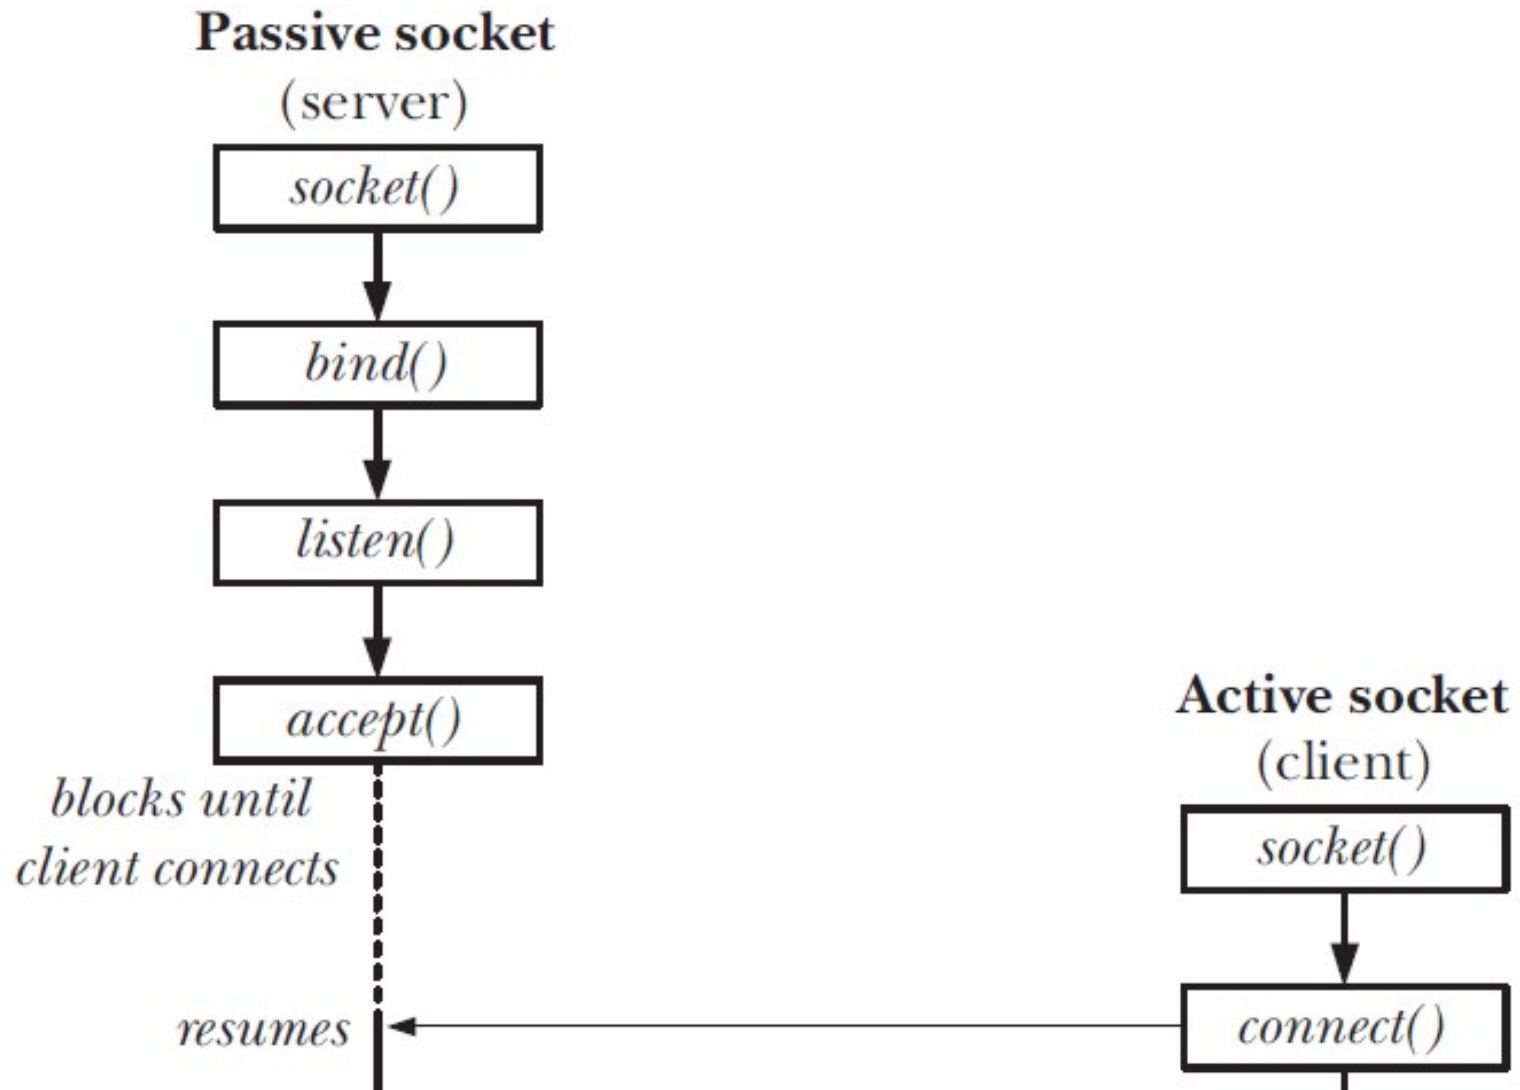 Passive socket
(server)
socket()
bind()
listen()
accept()
blocks until
client connects
resumes
Active socket
(client)
socket()
connect()